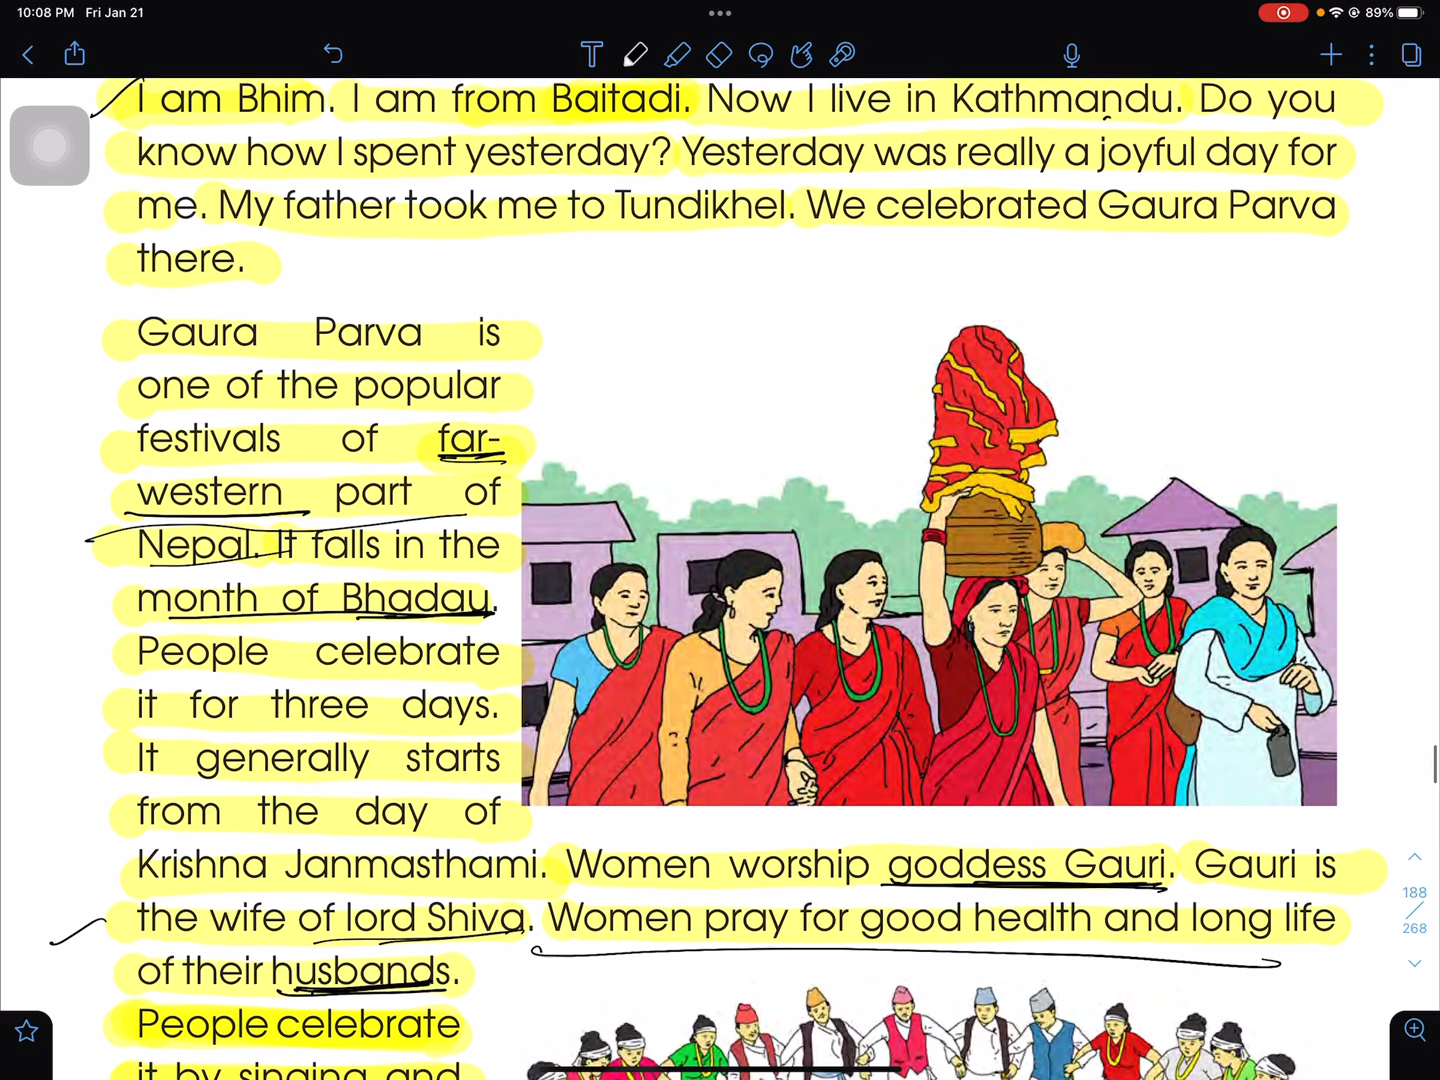 10:08 PM Fri Jan 21
89%
T
I am Bhim. I am from Baitadi. Now I live in Kathmandu. Do you
know how I spent yesterday? Yesterday was really a joyful day for
me. My father took me to Tundikhel. We celebrated Gaura Parva
there.
Gaura Parva is
one of the popular
festivals of far-
western part of
Nepal. It falls in the
month of Bhadau.
People celebrate
it for three days.
It generally starts
from the day of
Krishna Janmasthami. Women worship goddess Gauri. Gauri is
the wife of lord Shiva. Women pray for good health and long life
of their husbands.
People celebrate
it by singing and
188
268